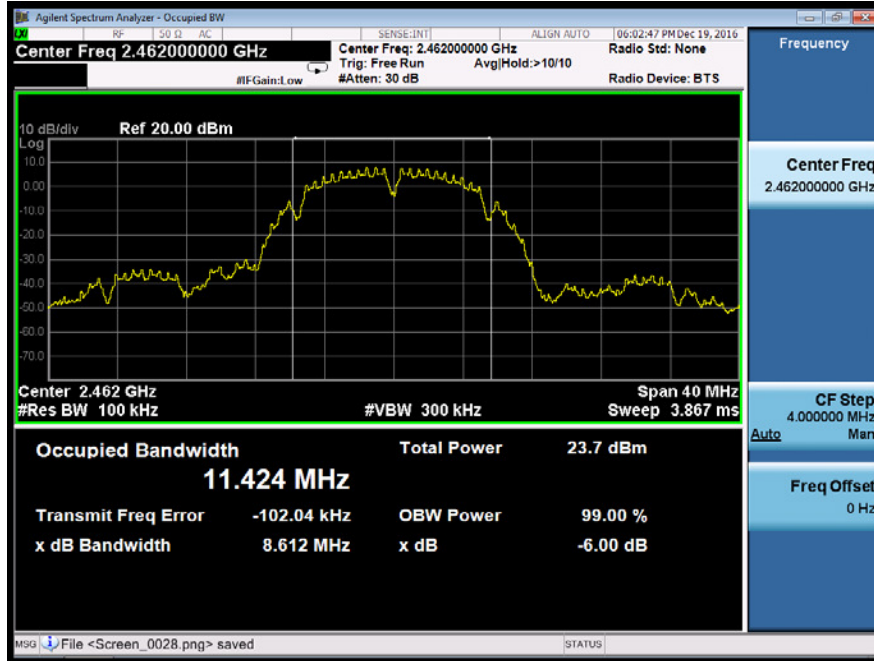 Agilent Spectrum Analyzer - Occupied BW
RF 50 Ω AC SENSE:INT ALIGN AUTO 06:02:47 PM Dec 19, 2016
Center Freq 2.462000000 GHz
Center Freq: 2.462000000 GHz
Radio Std: None
Trig: Free Run Avg|Hold:>10/10
#IFGain:Low
#Atten: 30 dB
Radio Device: BTS
10 dB/div Ref 20.00 dBm
Log
10.0
0.00
-10.0
-20.0
-30.0
-40.0
-50.0
-60.0
-70.0
Center 2.462 GHz
Span 40 MHz
#Res BW 100 kHz
#VBW 300 kHz
Sweep 3.867 ms
Occupied Bandwidth
Total Power 23.7 dBm
11.424 MHz
Transmit Freq Error -102.04 kHz
OBW Power 99.00 %
x dB Bandwidth 8.612 MHz
x dB -6.00 dB
MSG
File <Screen_0028.png> saved
STATUS
Frequency
Center Freq
2.462000000 GHz
CF Step
4.000000 MHz
Auto Man
Freq Offset
0 Hz